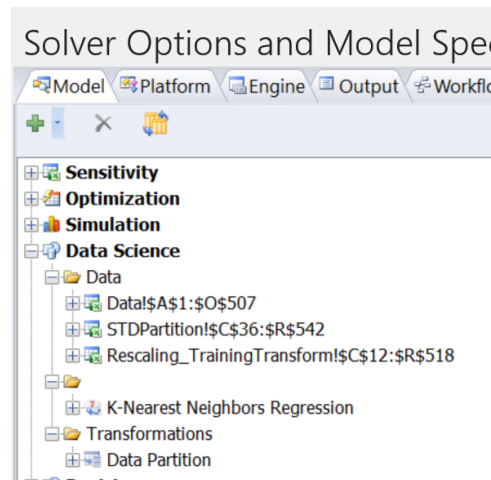 Solver Options and Model Spe
Model Platform Engine Output Workflo
Sensitivity
Optimization
Simulation
Data Science
Data
Data!$A$1:$O$507
STDPartition!$C$36:$R$542
Rescaling_TrainingTransform!$C$12:$R$518
K-Nearest Neighbors Regression
Transformations
Data Partition